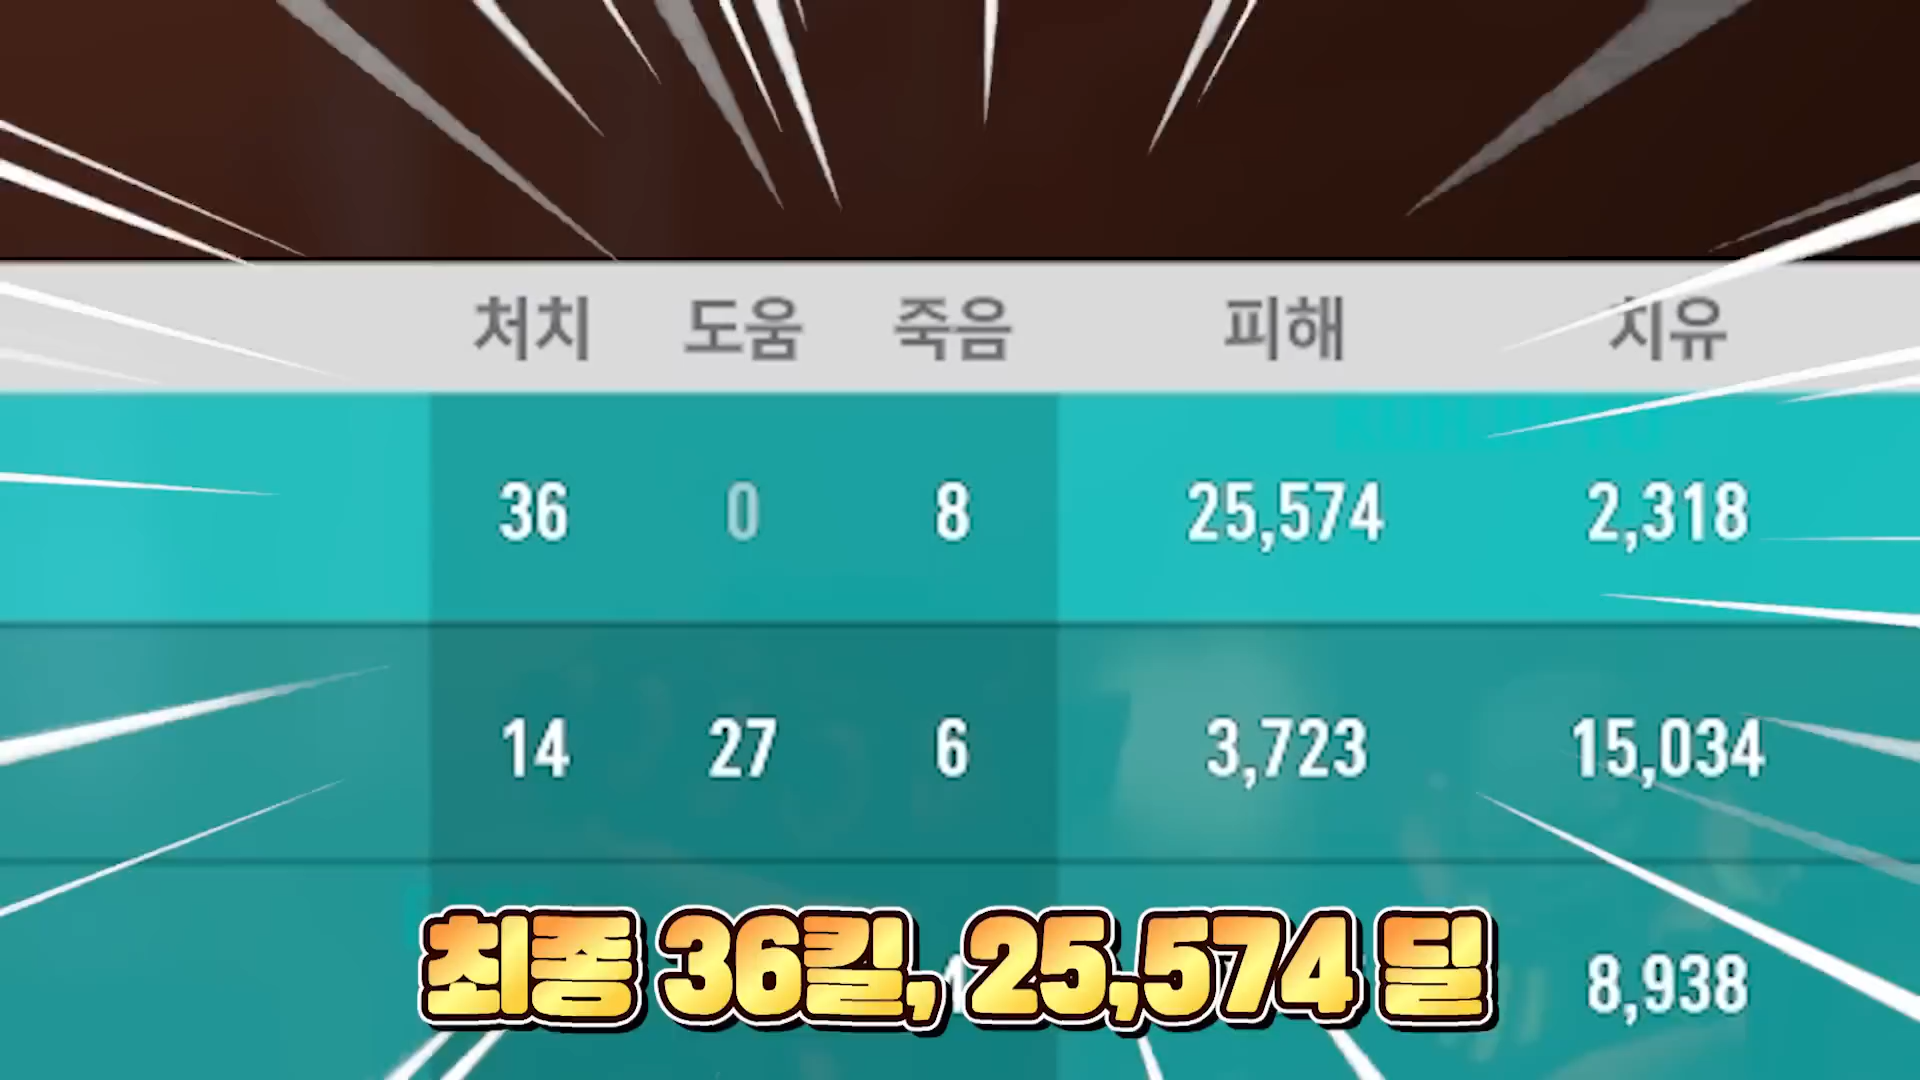 처치 도움 죽음 피해 치유
36 0 8 25,574 2,318
14 27 6 3,723 15,034
8,938
최종 36킬, 25,574 딜